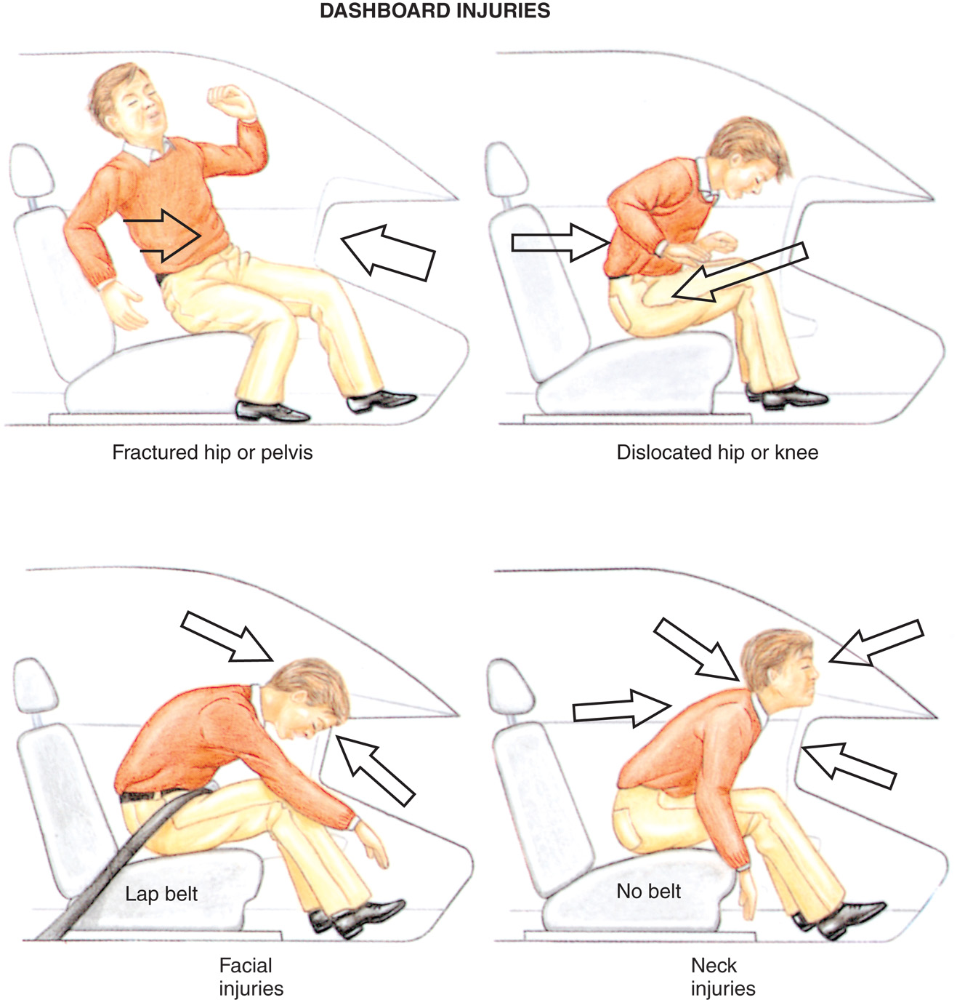 DASHBOARD INJURIES
Fractured hip or pelvis
Dislocated hip or knee
Lap belt
No belt
Facial
injuries
Neck
injuries